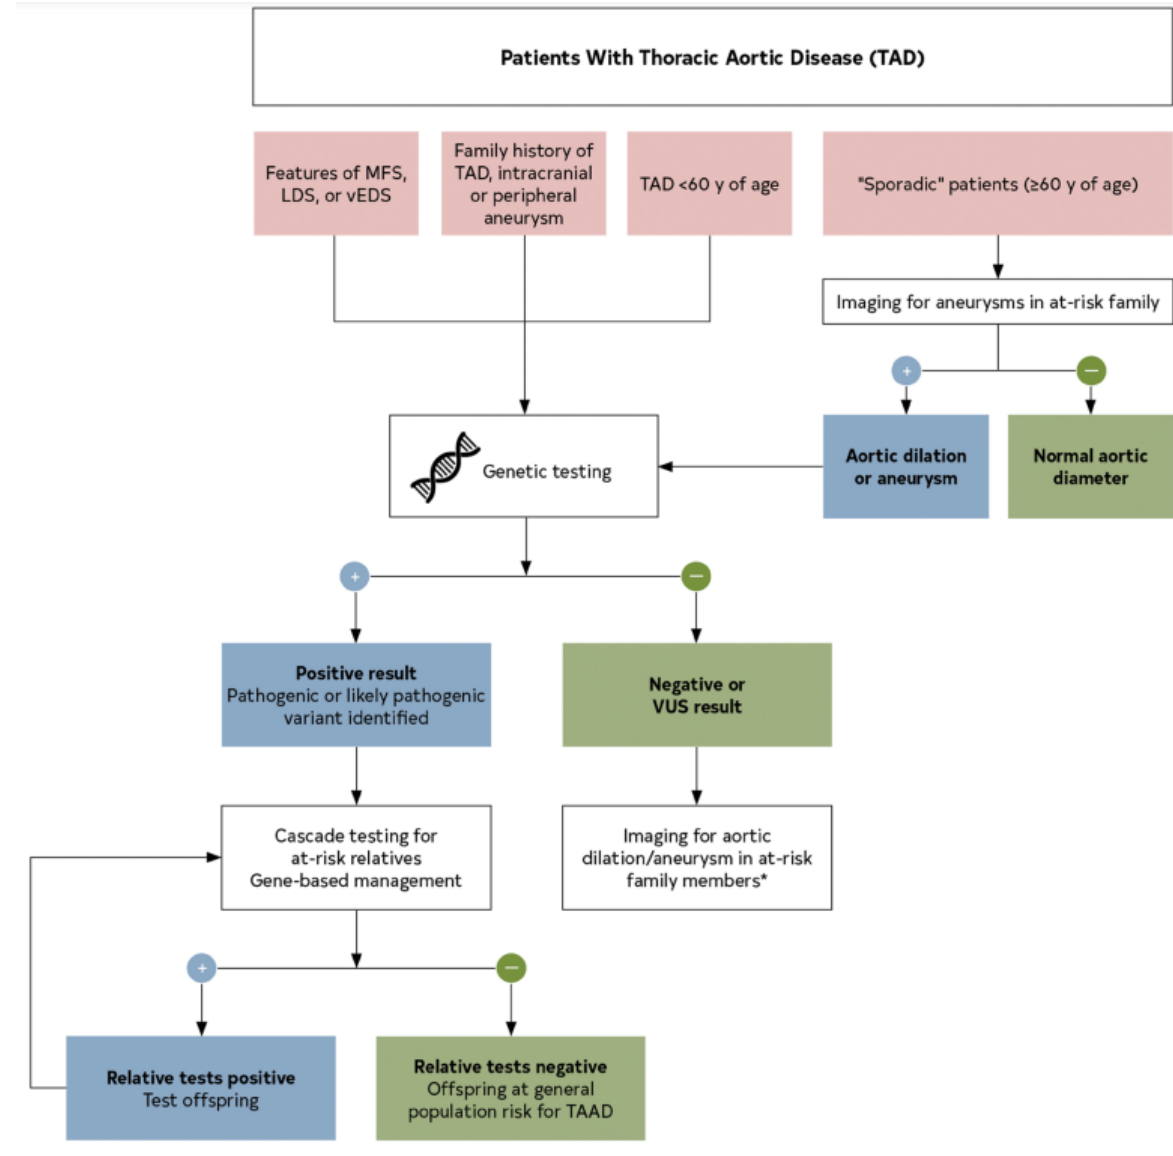 Patients With Thoracic Aortic Disease (TAD)
Features of MFS,
LDS, or vEDS
Family history of
TAD, intracranial
or peripheral
aneurysm
TAD <60 y of age
"Sporadic" patients (≥60 y of age)
Imaging for aneurysms in at-risk family
+
−
Aortic dilation
or aneurysm
Normal aortic
diameter
Genetic testing
+
−
Positive result
Pathogenic or likely pathogenic
variant identified
Negative or
VUS result
Cascade testing for
at-risk relatives
Gene-based management
Imaging for aortic
dilation/aneurysm in at-risk
family members*
+
−
Relative tests positive
Test offspring
Relative tests negative
Offspring at general
population risk for TAAD